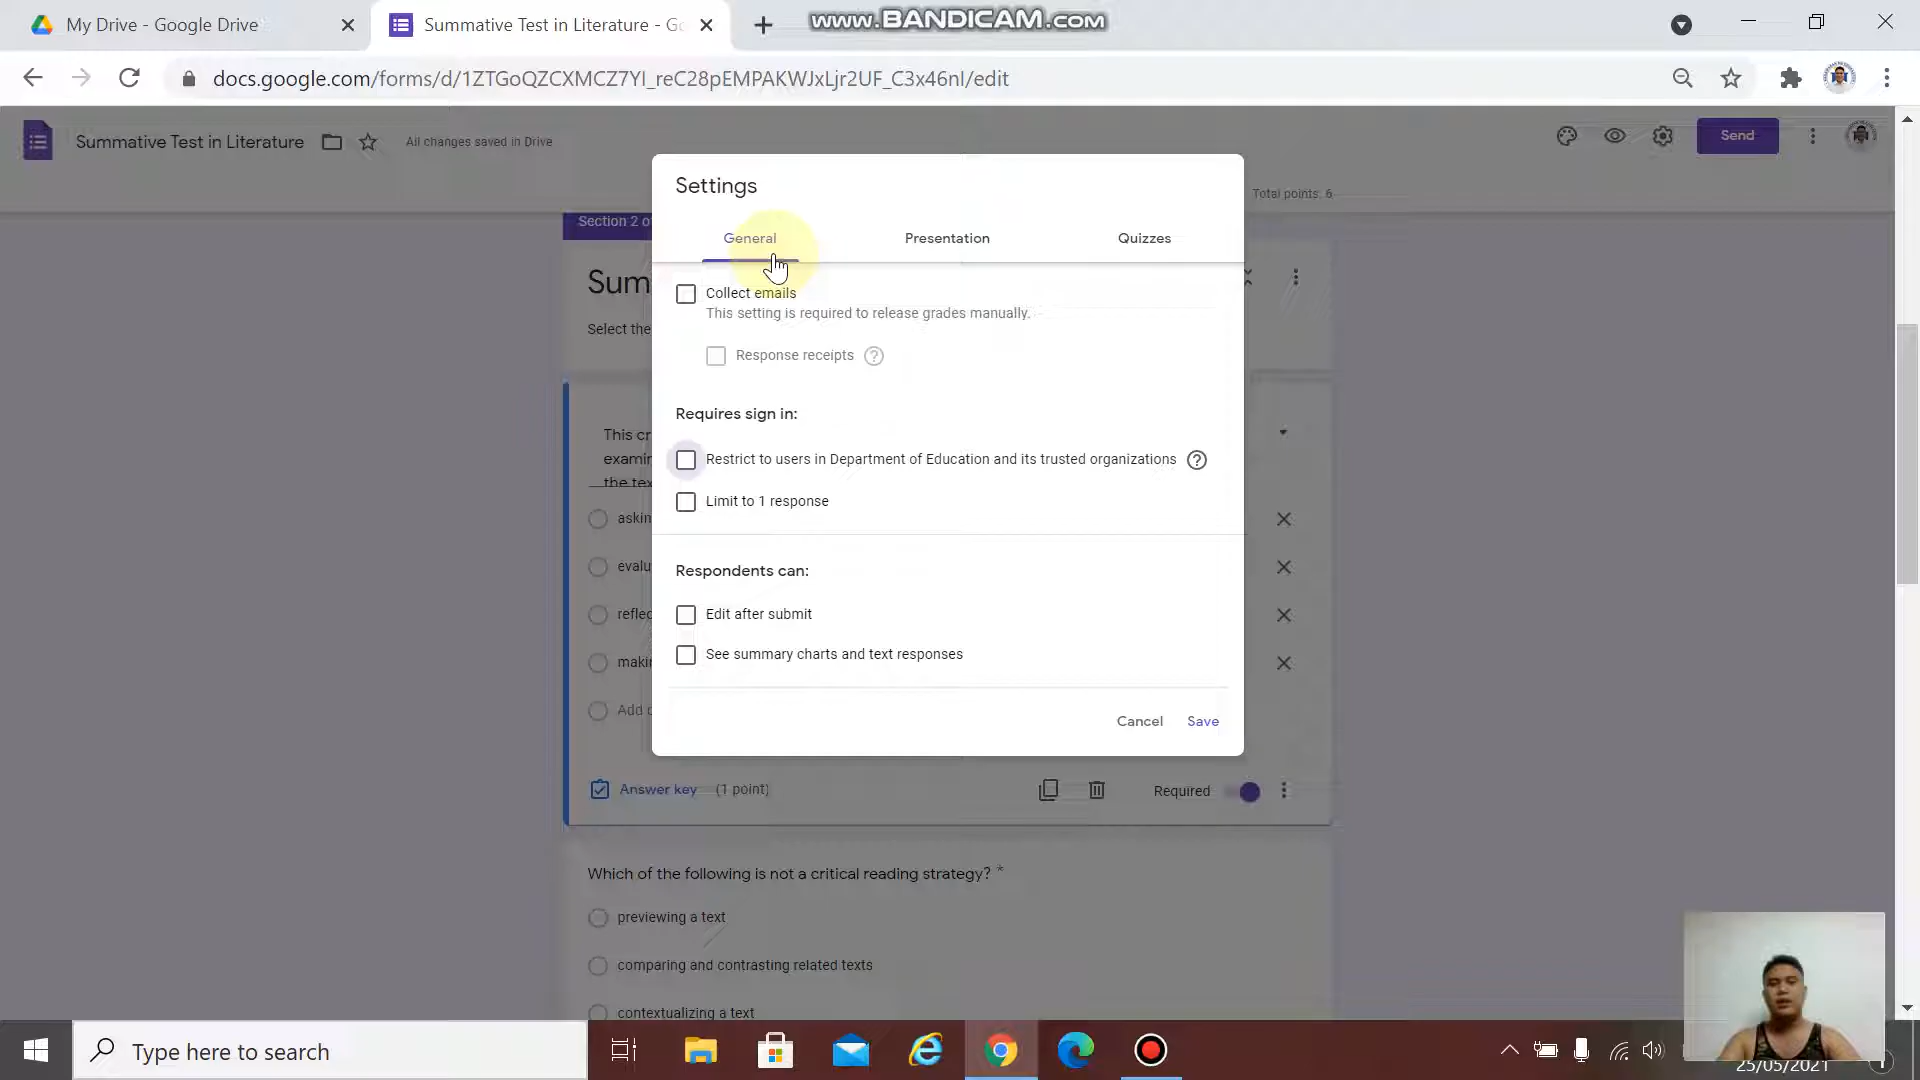 My Drive - Google Drive
Summative Test in Literature - Go
www.BANDICAM.com
docs.google.com/forms/d/1ZTGoQZCXMCZ7YI_reC28pEMPAKWJxLjr2UF_C3x46nI/edit
Summative Test in Literature
All changes saved in Drive
Send
Total points: 6
Section 2 o
Settings
General
Presentation
Quizzes
Sum
Select the
Collect emails
This setting is required to release grades manually.
Response receipts
Requires sign in:
Restrict to users in Department of Education and its trusted organizations
Limit to 1 response
Respondents can:
Edit after submit
See summary charts and text responses
Cancel
Save
This cr
examin
the tex
askin
evalu
reflec
makin
Add o
Answer key
(1 point)
Required
Which of the following is not a critical reading strategy? *
previewing a text
comparing and contrasting related texts
contextualizing a text
Type here to search
25/05/2021